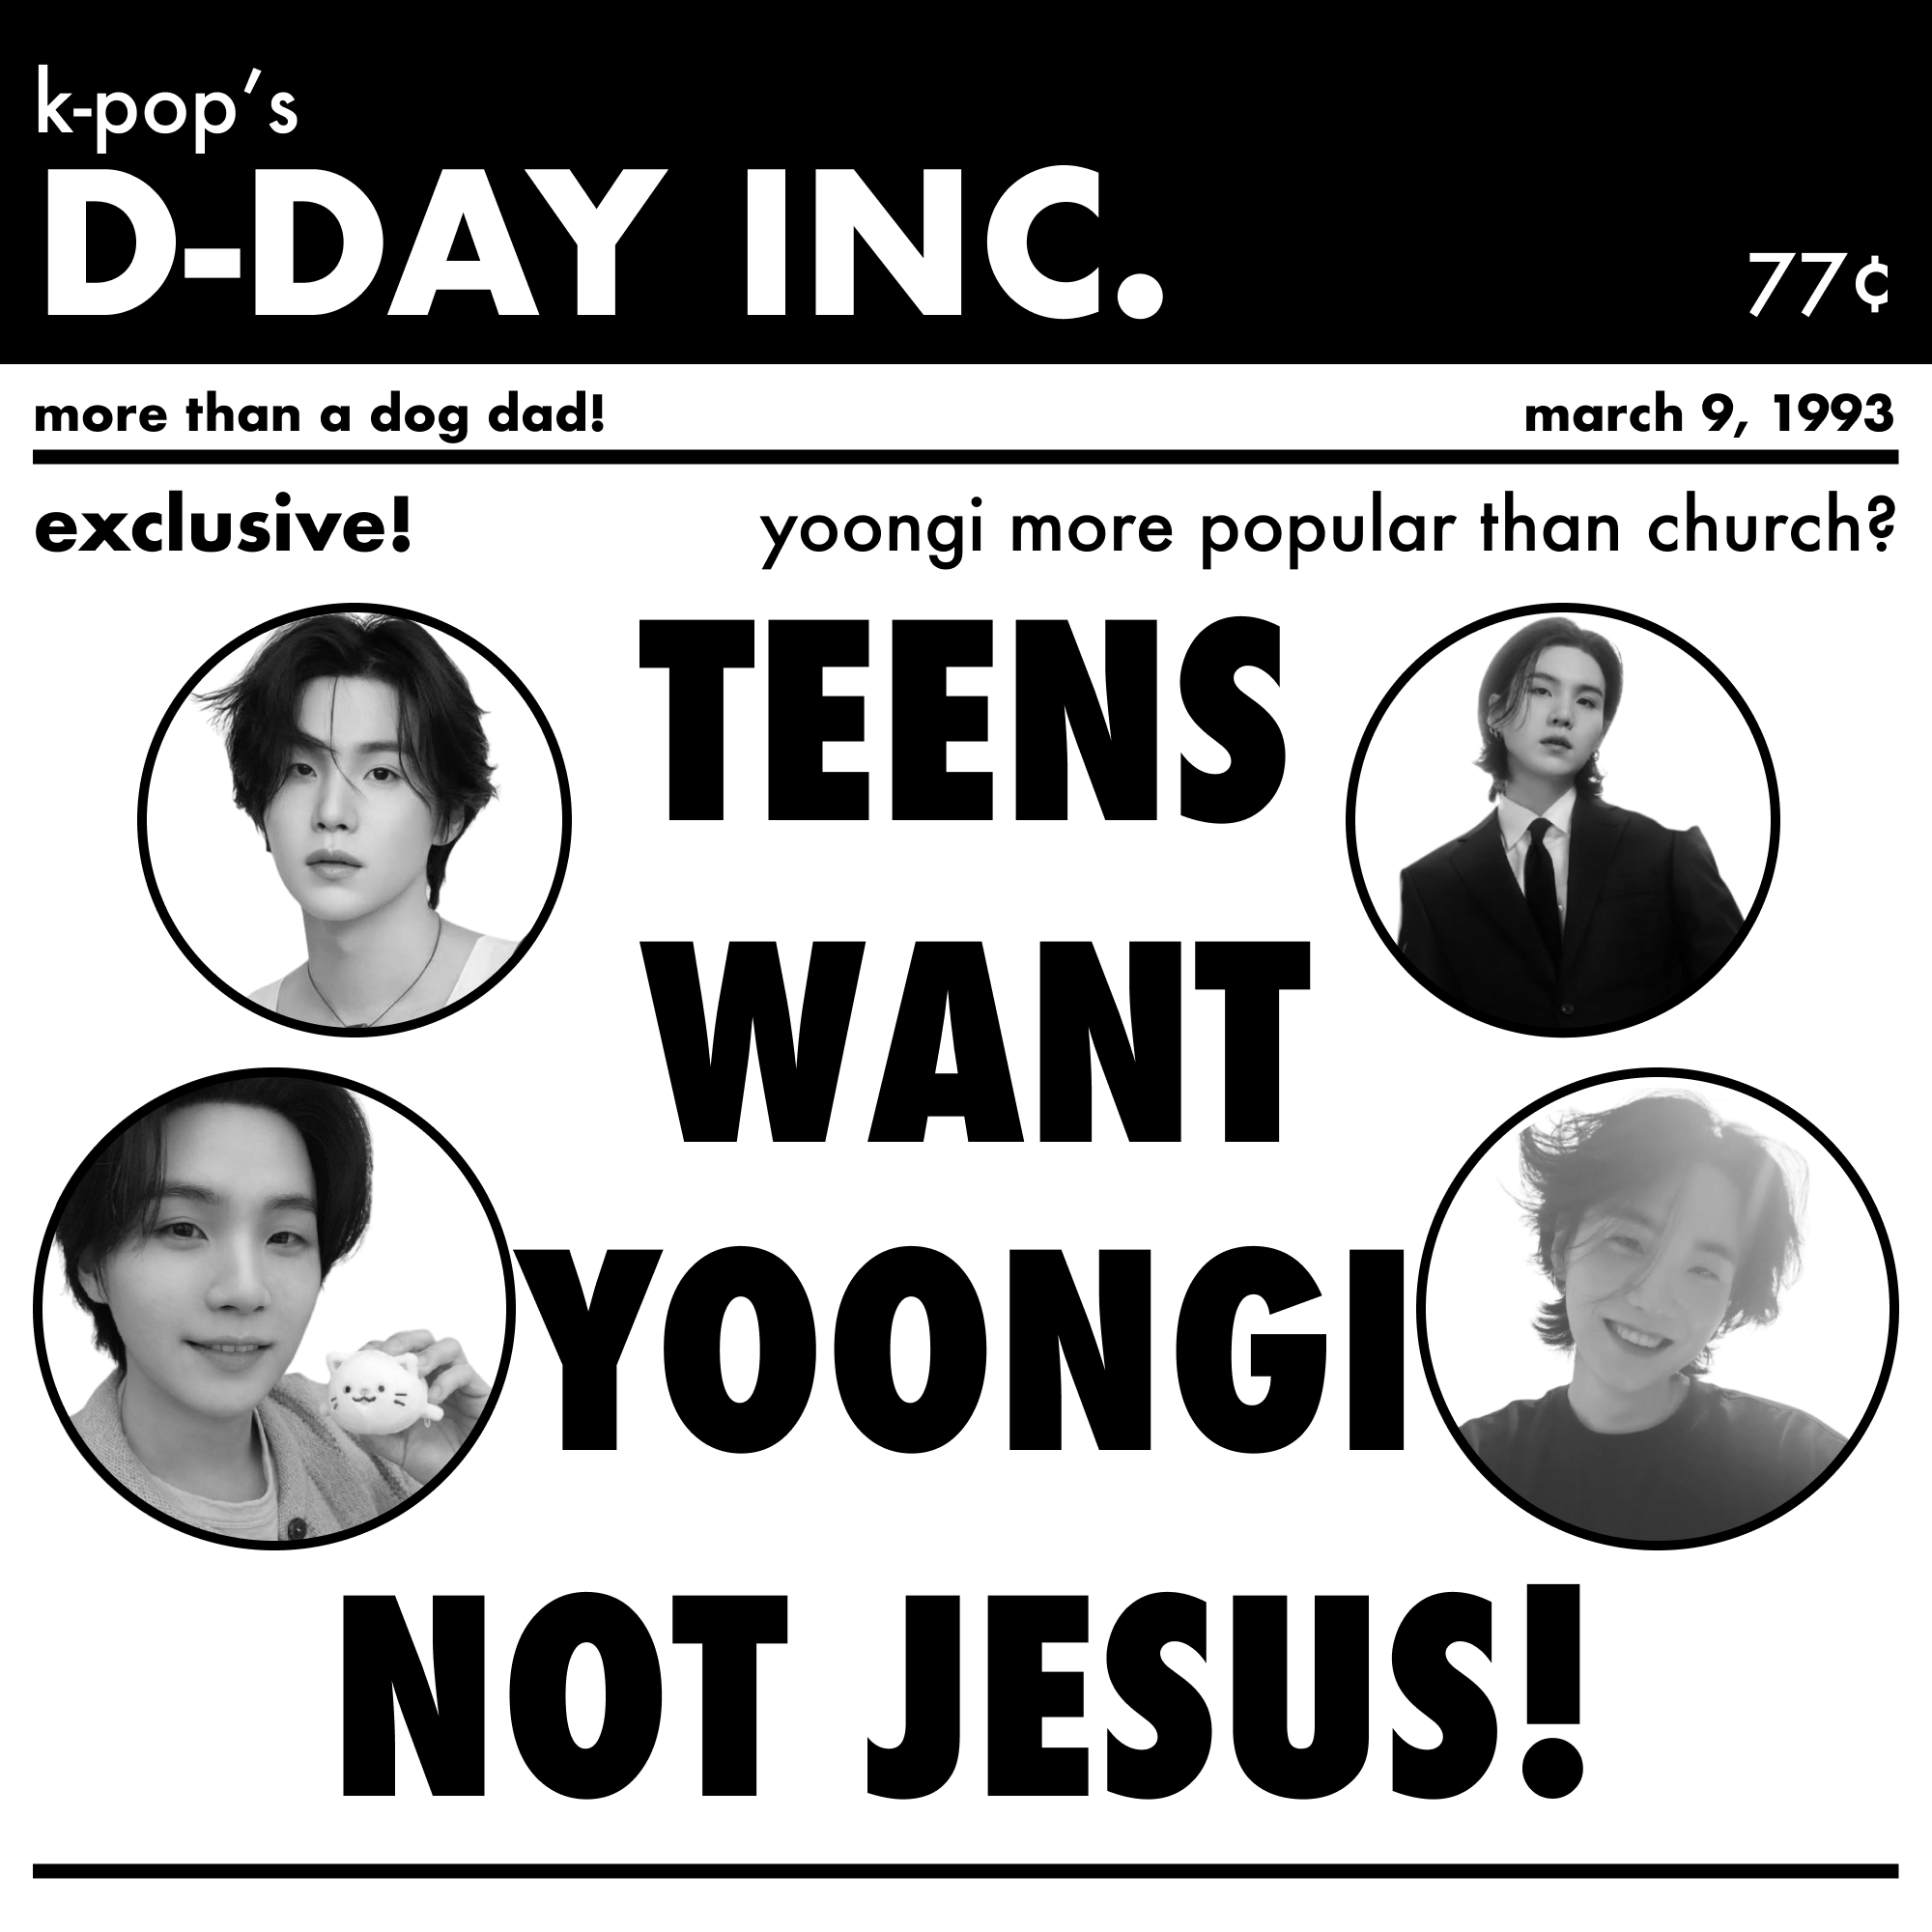 k-pop's
D-DAY INC.
77¢
more than a dog dad!
march 9, 1993
exclusive!
yoongi more popular than church?
TEENS
WANT
YOONGI
NOT JESUS!